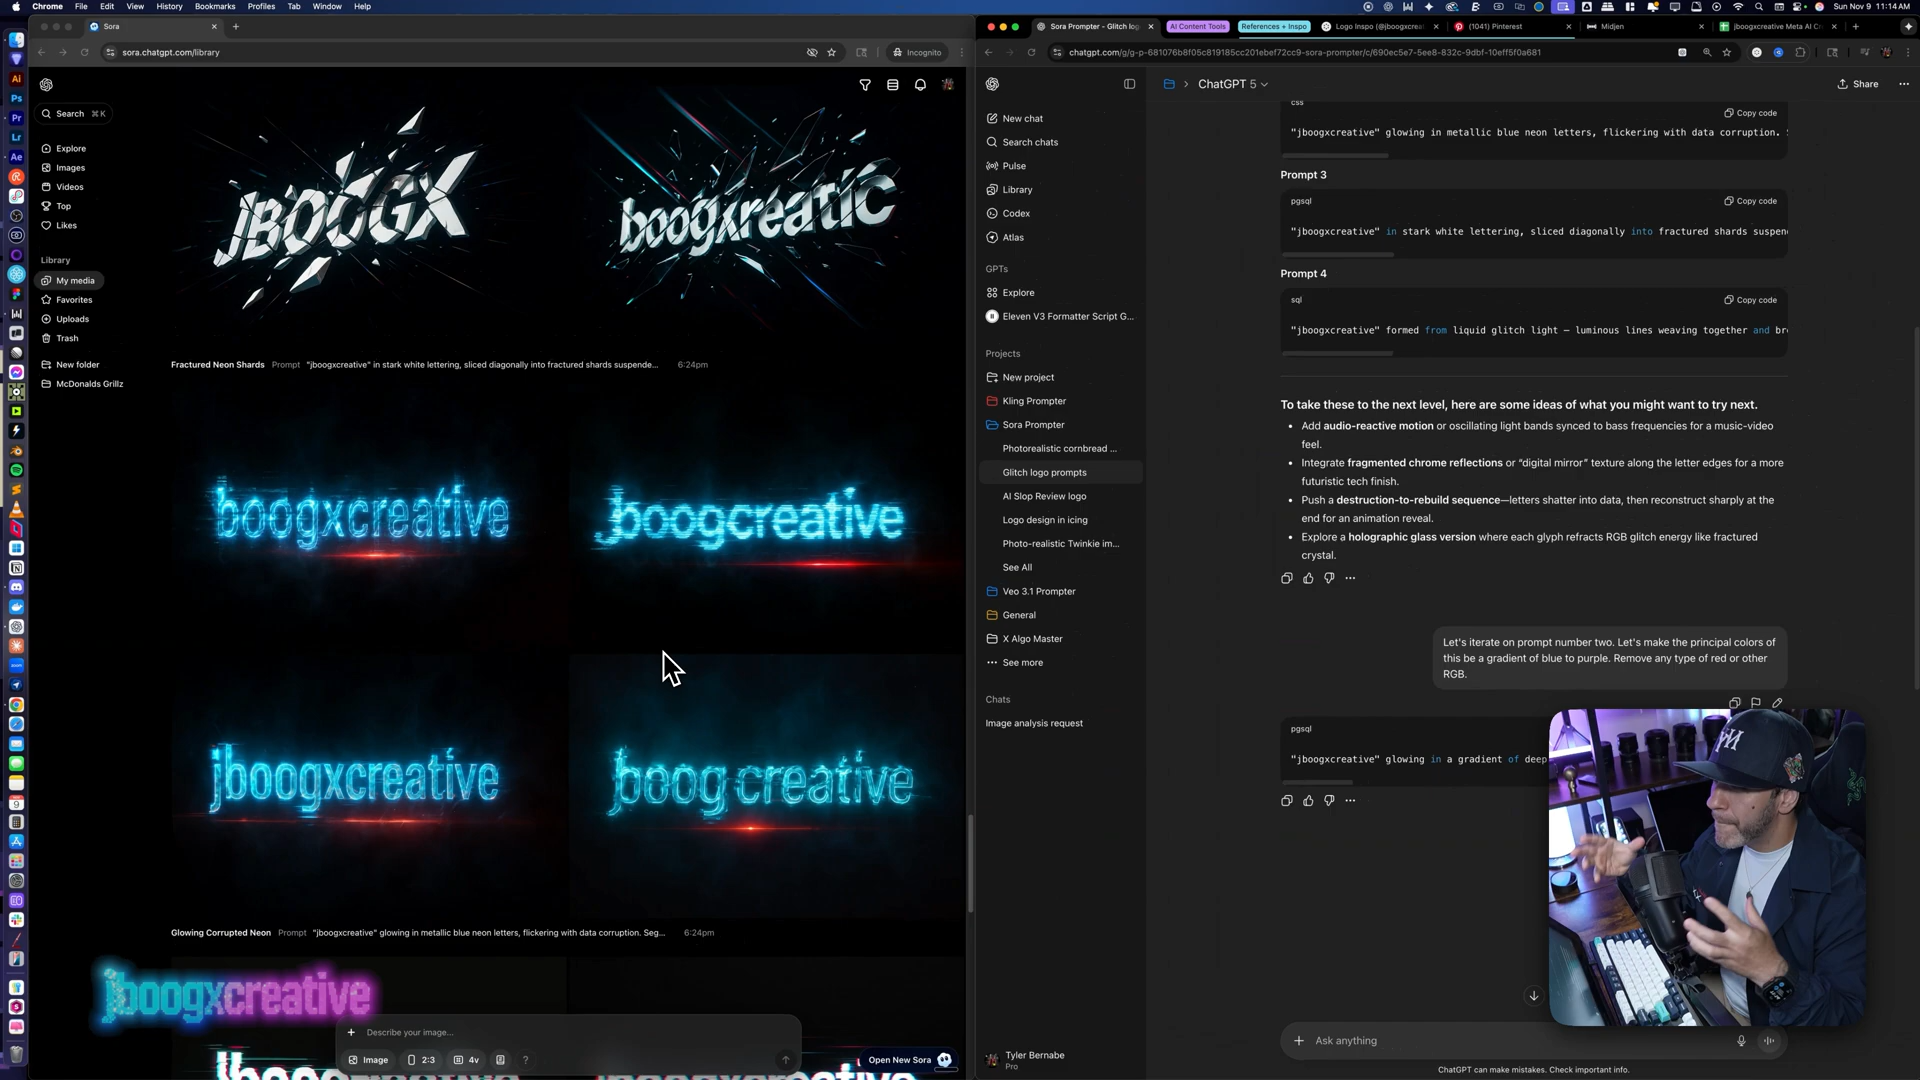 Chrome File Edit View History Bookmarks Profiles Tab Window Help
Sun Nov 9 11:14 AM
Sora
sora.chatgpt.com/library
Incognito
Search ⌘K
Explore
Images
Videos
Top
Likes
Library
My media
Favorites
Uploads
Trash
New folder
McDonalds Grillz
JBOOGX
boogxreatic
Fractured Neon Shards Prompt "jboogxcreative" in stark white lettering, sliced diagonally into fractured shards suspende... 6:24pm
boogxcreative
jboogcreative
jboogxcreative
jboog creative
Glowing Corrupted Neon Prompt "jboogxcreative" glowing in metallic blue neon letters, flickering with data corruption. Seg... 6:24pm
jboogxcreative
Describe your image...
Image 2:3 4v ?
Open New Sora
Sora Prompter - Glitch log
AI Content Tools
References + Inspo
Logo Inspo (@jboogxcreat
(1041) Pinterest
Midjen
jboogxcreative Meta AI Cr
chatgpt.com/g/g-p-681076b8f05c819185cc201ebef72cc9-sora-prompter/c/690ec5e7-5ee8-832c-9dbf-10eff5f0a681
New chat
Search chats
Pulse
Library
Codex
Atlas
GPTs
Explore
Eleven V3 Formatter Script G...
Projects
New project
Kling Prompter
Sora Prompter
Photorealistic cornbread ...
Glitch logo prompts
AI Slop Review logo
Logo design in icing
Photo-realistic Twinkie im...
See All
Veo 3.1 Prompter
General
X Algo Master
See more
Chats
Image analysis request
Tyler Bernabe
Pro
ChatGPT 5
Share
css
Copy code
"jboogxcreative" glowing in metallic blue neon letters, flickering with data corruption.
Prompt 3
pgsql
Copy code
"jboogxcreative" in stark white lettering, sliced diagonally into fractured shards suspen
Prompt 4
sql
Copy code
"jboogxcreative" formed from liquid glitch light — luminous lines weaving together and br
To take these to the next level, here are some ideas of what you might want to try next.
• Add audio-reactive motion or oscillating light bands synced to bass frequencies for a music-video
feel.
• Integrate fragmented chrome reflections or “digital mirror” texture along the letter edges for a more
futuristic tech finish.
• Push a destruction-to-rebuild sequence—letters shatter into data, then reconstruct sharply at the
end for an animation reveal.
• Explore a holographic glass version where each glyph refracts RGB glitch energy like fractured
crystal.
Let's iterate on prompt number two. Let's make the principal colors of
this be a gradient of blue to purple. Remove any type of red or other
RGB.
pgsql
"jboogxcreative" glowing in a gradient of deep
Ask anything
ChatGPT can make mistakes. Check important info.